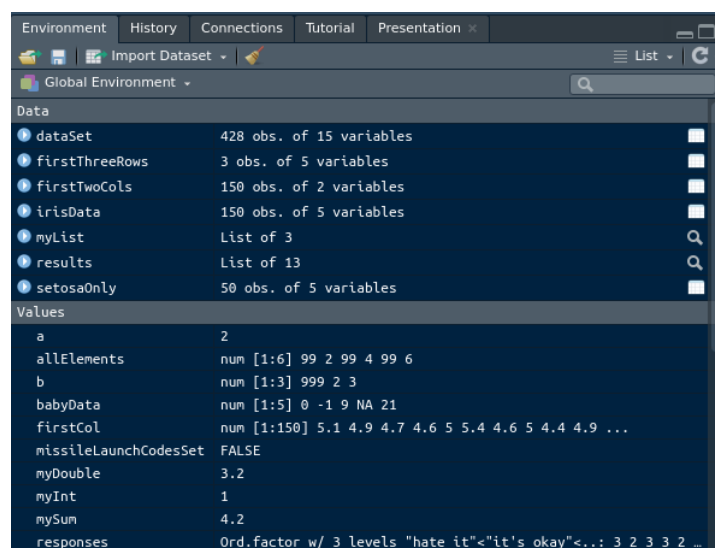 Environment History Connections Tutorial Presentation
Import Dataset List
Global Environment
Data
dataSet 428 obs. of 15 variables
firstThreeRows 3 obs. of 5 variables
firstTwoCols 150 obs. of 2 variables
irisData 150 obs. of 5 variables
myList List of 3
results List of 13
setosaOnly 50 obs. of 5 variables
Values
a 2
allElements num [1:6] 99 2 99 4 99 6
b num [1:3] 999 2 3
babyData num [1:5] 0 -1 9 NA 21
firstCol num [1:150] 5.1 4.9 4.7 4.6 5 5.4 4.6 5 4.4 4.9 ...
missileLaunchCodesSet FALSE
myDouble 3.2
myInt 1
mySum 4.2
responses Ord.factor w/ 3 levels "hate it"<"it's okay"<..: 3 2 3 3 2 …